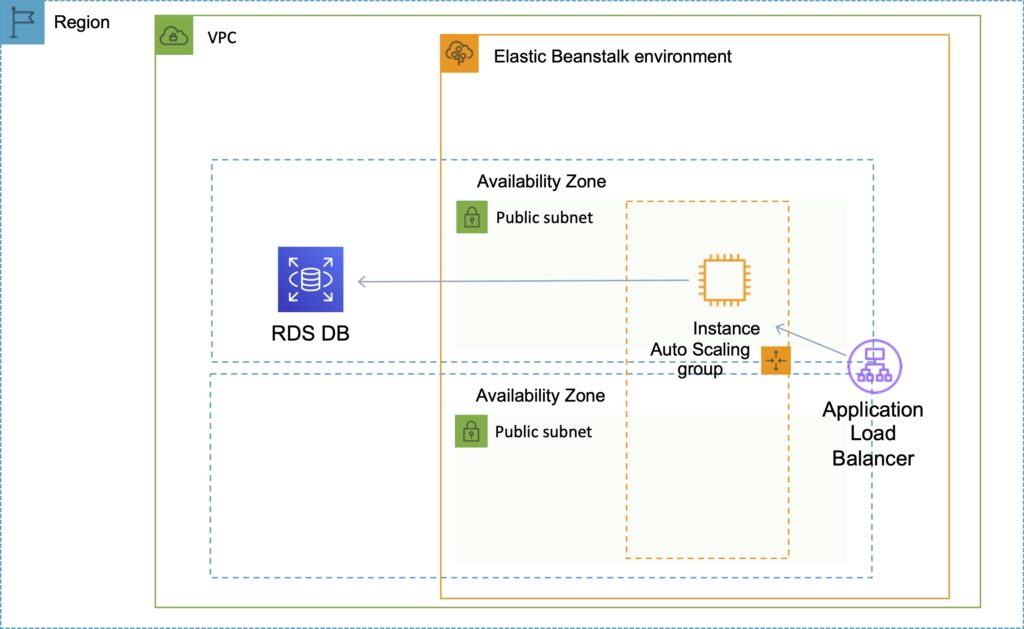 Region
VPC
Elastic Beanstalk environment
Availability Zone
Public subnet
RDS DB
Instance
Auto Scaling
group
Application
Load
Balancer
Availability Zone
Public subnet